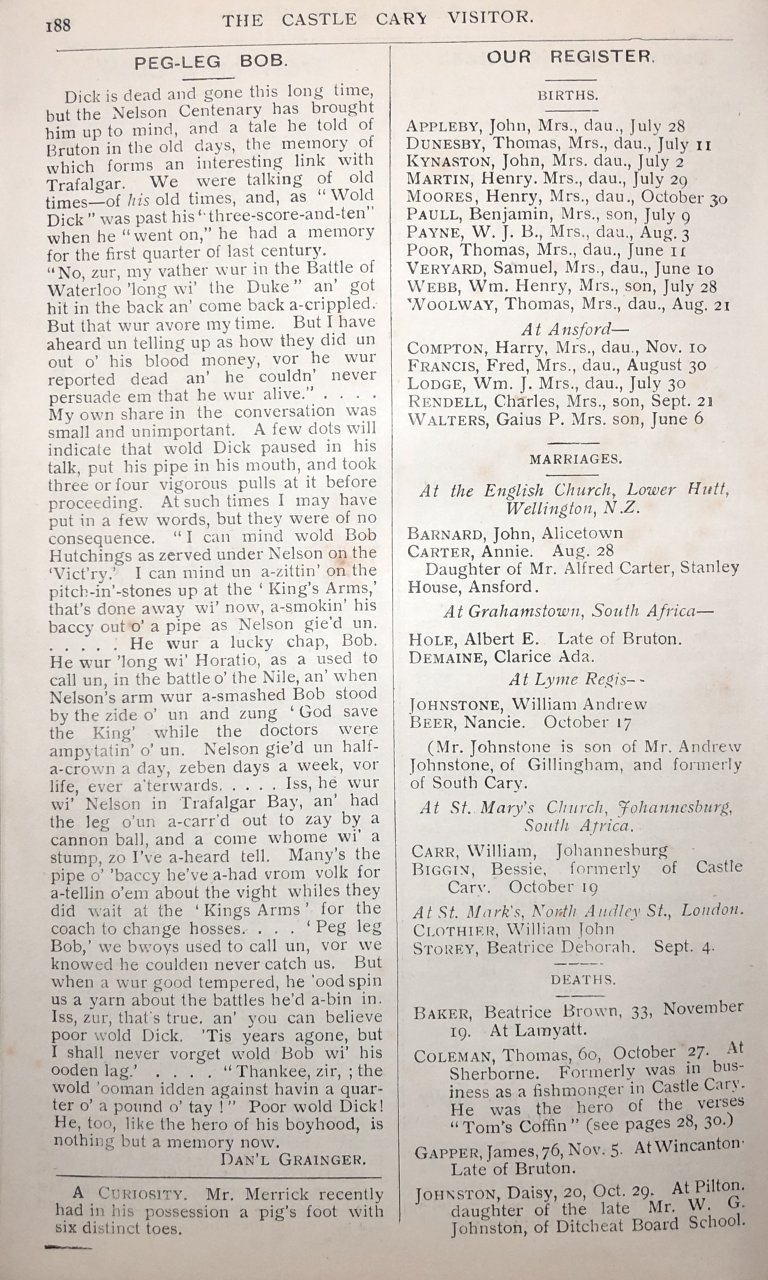 188
THE CASTLE CARY VISITOR.
PEG-LEG BOB.
Dick is dead and gone this long time,
but the Nelson Centenary has brought
him up to mind, and a tale he told of
Bruton in the old days, the memory of
which forms an interesting link with
Trafalgar. We were talking of old
times—of his old times, and, as "Wold
Dick" was past his "three-score-and-ten"
when he "went on," he had a memory
for the first quarter of last century.
"No, zur, my vather wur in the Battle of
Waterloo 'long wi' the Duke" an' got
hit in the back an' come back a-crippled.
But that wur avore my time. But I have
aheard un telling up as how they did un
out o' his blood money, vor he wur
reported dead an' he couldn' never
persuade em that he wur alive." . . . .
My own share in the conversation was
small and unimportant. A few dots will
indicate that wold Dick paused in his
talk, put his pipe in his mouth, and took
three or four vigorous pulls at it before
proceeding. At such times I may have
put in a few words, but they were of no
consequence. "I can mind wold Bob
Hutchings as zerved under Nelson on the
'Vict'ry.' I can mind un a-zittin' on the
pitch-in'-stones up at the 'King's Arms,'
that's done away wi' now, a-smokin' his
baccy out o' a pipe as Nelson gie'd un.
. . . . . He wur a lucky chap, Bob.
He wur 'long wi' Horatio, as a used to
call un, in the battle o' the Nile, an' when
Nelson's arm wur a-smashed Bob stood
by the zide o' un and zung 'God save
the King' while the doctors were
ampytatin' o' un. Nelson gie'd un half-
a-crown a day, zeben days a week, vor
life, ever a'terwards. . . . . Iss, he wur
wi' Nelson in Trafalgar Bay, an' had
the leg o'un a-carr'd out to zay by a
cannon ball, and a come whome wi' a
stump, zo I've a-heard tell. Many's the
pipe o' 'baccy he've a-had vrom volk for
a-tellin o'em about the vight whiles they
did wait at the 'Kings Arms' for the
coach to change hosses. . . . . 'Peg leg
Bob,' we bwoys used to call un, vor we
knowed he coulden never catch us. But
when a wur good tempered, he 'ood spin
us a yarn about the battles he'd a-bin in.
Iss, zur, that's true. an' you can believe
poor wold Dick. 'Tis years agone, but
I shall never vorget wold Bob wi' his
ooden lag.' . . . . "Thankee, zir, ; the
wold 'ooman idden against havin a quar-
ter o' a pound o' tay !" Poor wold Dick!
He, too, like the hero of his boyhood, is
nothing but a memory now.
DAN'L GRAINGER.
A CURIOSITY. Mr. Merrick recently
had in his possession a pig's foot with
six distinct toes.
OUR REGISTER.
BIRTHS.
APPLEBY, John, Mrs., dau., July 28
DUNESBY, Thomas, Mrs., dau., July 11
KYNASTON, John, Mrs. dau., July 2
MARTIN, Henry. Mrs., dau., July 29
MOORES, Henry, Mrs., dau., October 30
PAULL, Benjamin, Mrs., son, July 9
PAYNE, W. J. B., Mrs., dau., Aug. 3
POOR, Thomas, Mrs., dau., June 11
VERYARD, Samuel, Mrs., dau., June 10
WEBB, Wm. Henry, Mrs., son, July 28
WOOLWAY, Thomas, Mrs., dau., Aug. 21
At Ansford—
COMPTON, Harry, Mrs., dau., Nov. 10
FRANCIS, Fred, Mrs., dau., August 30
LODGE, Wm. J. Mrs., dau., July 30
RENDELL, Charles, Mrs., son, Sept. 21
WALTERS, Gaius P. Mrs. son, June 6
MARRIAGES.
At the English Church, Lower Hutt,
Wellington, N.Z.
BARNARD, John, Alicetown
CARTER, Annie. Aug. 28
Daughter of Mr. Alfred Carter, Stanley
House, Ansford.
At Grahamstown, South Africa—
HOLE, Albert E. Late of Bruton.
DEMAINE, Clarice Ada.
At Lyme Regis--
JOHNSTONE, William Andrew
BEER, Nancie. October 17
(Mr. Johnstone is son of Mr. Andrew
Johnstone, of Gillingham, and formerly
of South Cary.
At St. Mary's Church, Johannesburg,
South Africa.
CARR, William, Johannesburg
BIGGIN, Bessie, formerly of Castle
Cary. October 19
At St. Mark's, North Audley St., London.
CLOTHIER, William John
STOREY, Beatrice Deborah. Sept. 4.
DEATHS.
BAKER, Beatrice Brown, 33, November
19. At Lamyatt.
COLEMAN, Thomas, 60, October 27. At
Sherborne. Formerly was in bus-
iness as a fishmonger in Castle Cary.
He was the hero of the verses
"Tom's Coffin" (see pages 28, 30.)
GAPPER, James, 76, Nov. 5. At Wincanton.
Late of Bruton.
JOHNSTON, Daisy, 20, Oct. 29. At Pilton.
daughter of the late Mr. W. G.
Johnston, of Ditcheat Board School.